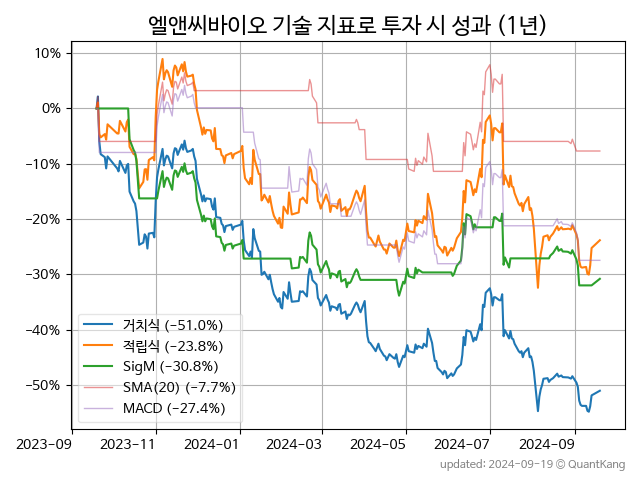 엘앤씨바이오 기술 지표로 투자 시 성과 (1년)
10%
0%
−10%
−20%
−30%
−40%
−50%
거치식 (−51.0%)
적립식 (−23.8%)
SigM (−30.8%)
SMA(20) (−7.7%)
MACD (−27.4%)
2023-09 2023-11 2024-01 2024-03 2024-05 2024-07 2024-09
updated: 2024-09-19 © QuantKang